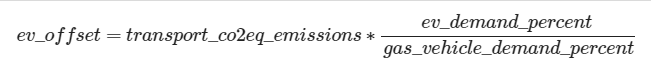 ev_offset = transport_co2eq_emissions * ev_demand_percent / gas_vehicle_demand_percent